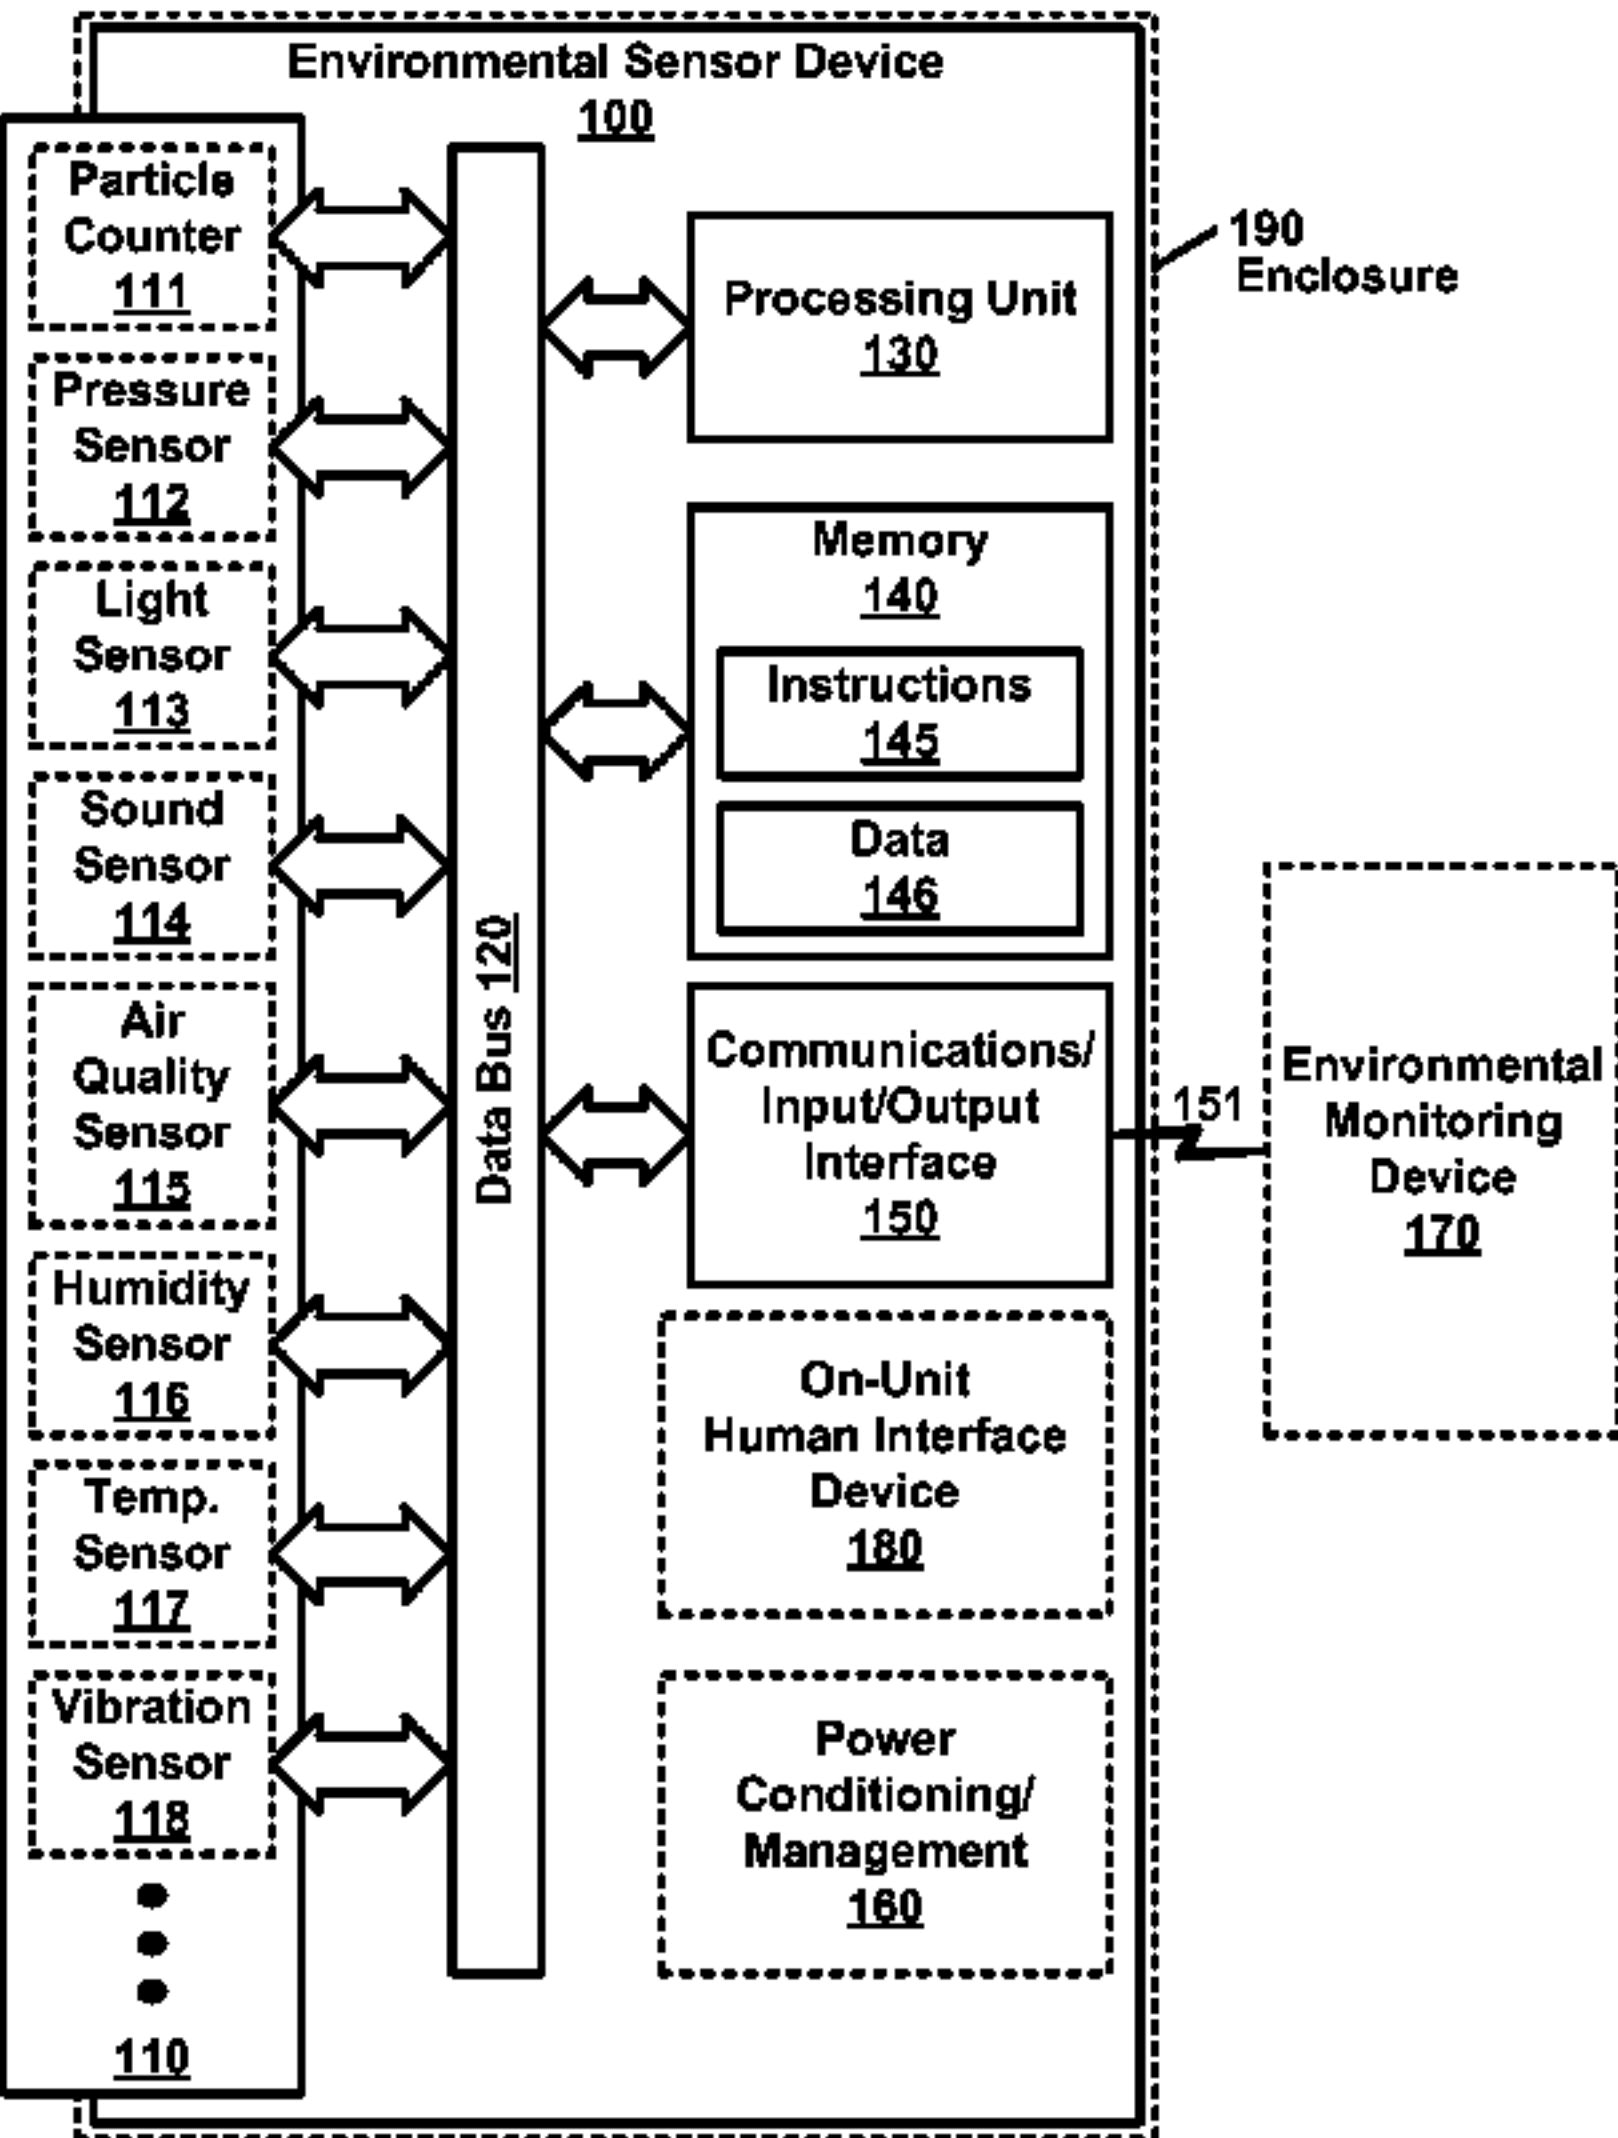 Environmental Sensor Device
100
Particle
Counter
111
Pressure
Sensor
112
Light
Sensor
113
Sound
Sensor
114
Air
Quality
Sensor
115
Humidity
Sensor
116
Temp.
Sensor
117
Vibration
Sensor
118
110
Data Bus 120
Processing Unit
130
Memory
140
Instructions
145
Data
146
Communications/
Input/Output
Interface
150
On-Unit
Human Interface
Device
180
Power
Conditioning/
Management
160
190
Enclosure
151
Environmental
Monitoring
Device
170